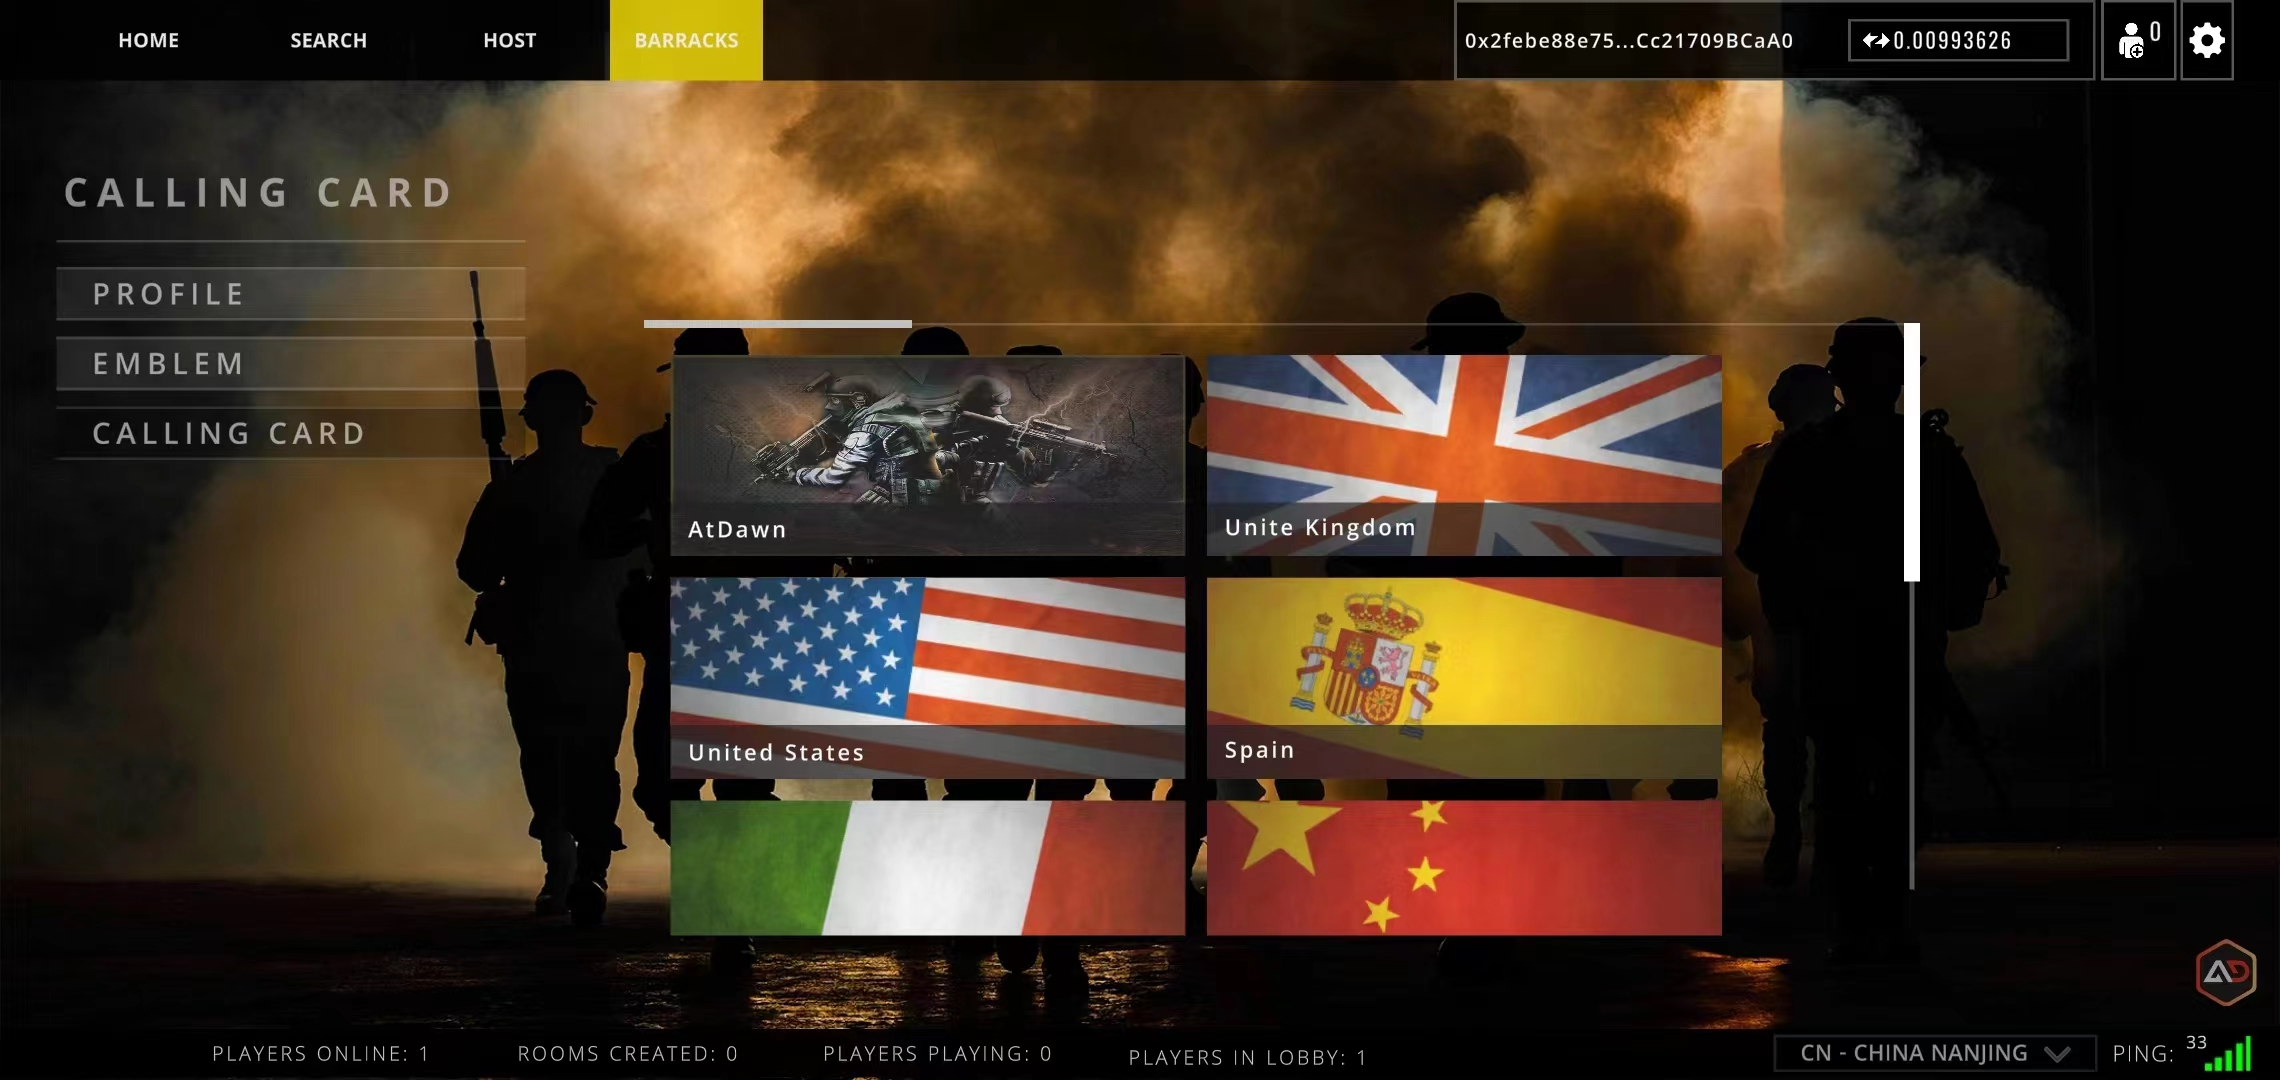 HOME SEARCH HOST BARRACKS 0x2febe88e75...Cc21709BCaA0 0.00993626 0
CALLING CARD
PROFILE
EMBLEM
CALLING CARD
AtDawn
Unite Kingdom
United States
Spain
AD
PLAYERS ONLINE: 1 ROOMS CREATED: 0 PLAYERS PLAYING: 0 PLAYERS IN LOBBY: 1 CN - CHINA NANJING PING: 33